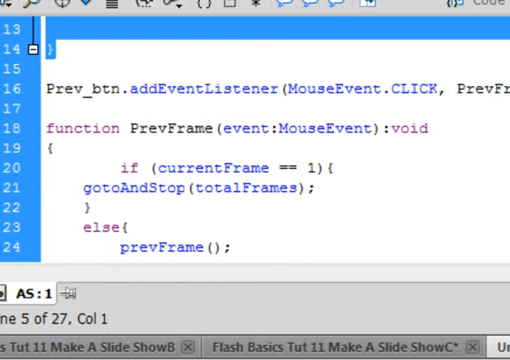 Code
13
14 }
15
16 Prev_btn.addEventListener(MouseEvent.CLICK, PrevFr
17
18 function PrevFrame(event:MouseEvent):void
19 {
20 if (currentFrame == 1){
21 gotoAndStop(totalFrames);
22 }
23 else{
24 prevFrame();
AS:1
ne 5 of 27, Col 1
s Tut 11 Make A Slide ShowB
Flash Basics Tut 11 Make A Slide ShowC*
Un